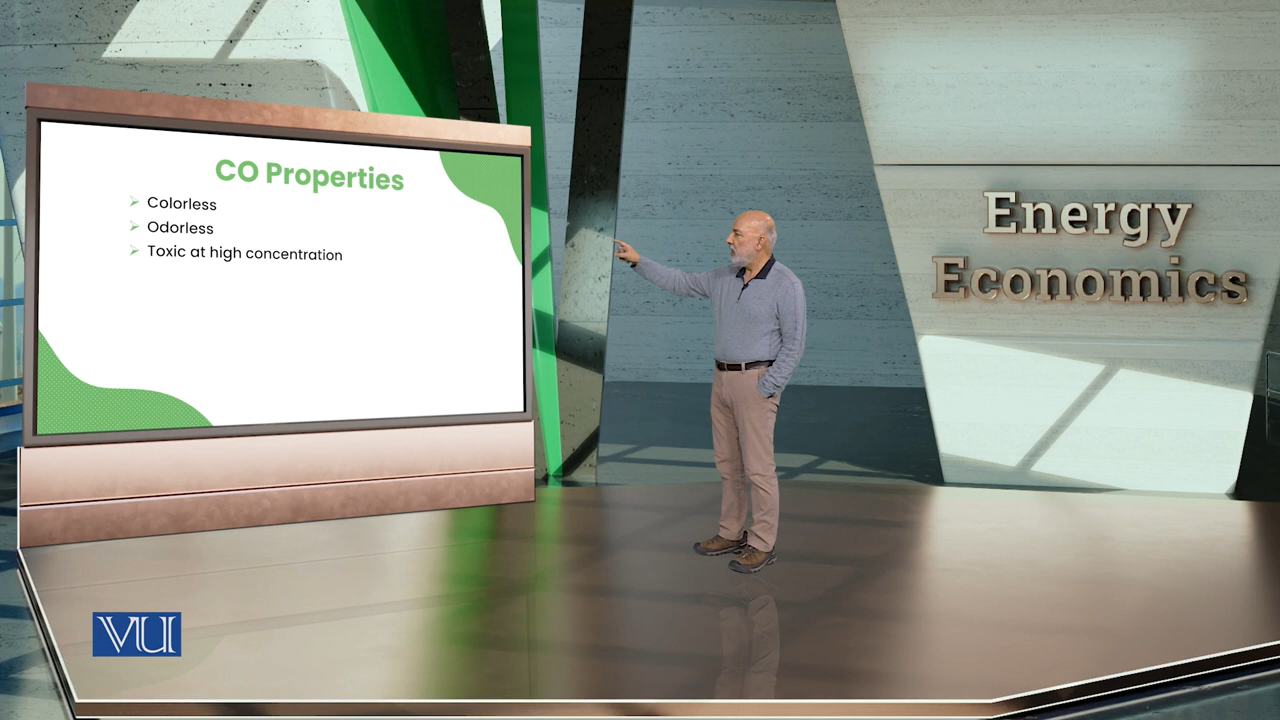 CO Properties
Colorless
Odorless
Toxic at high concentration
Energy
Economics
VU